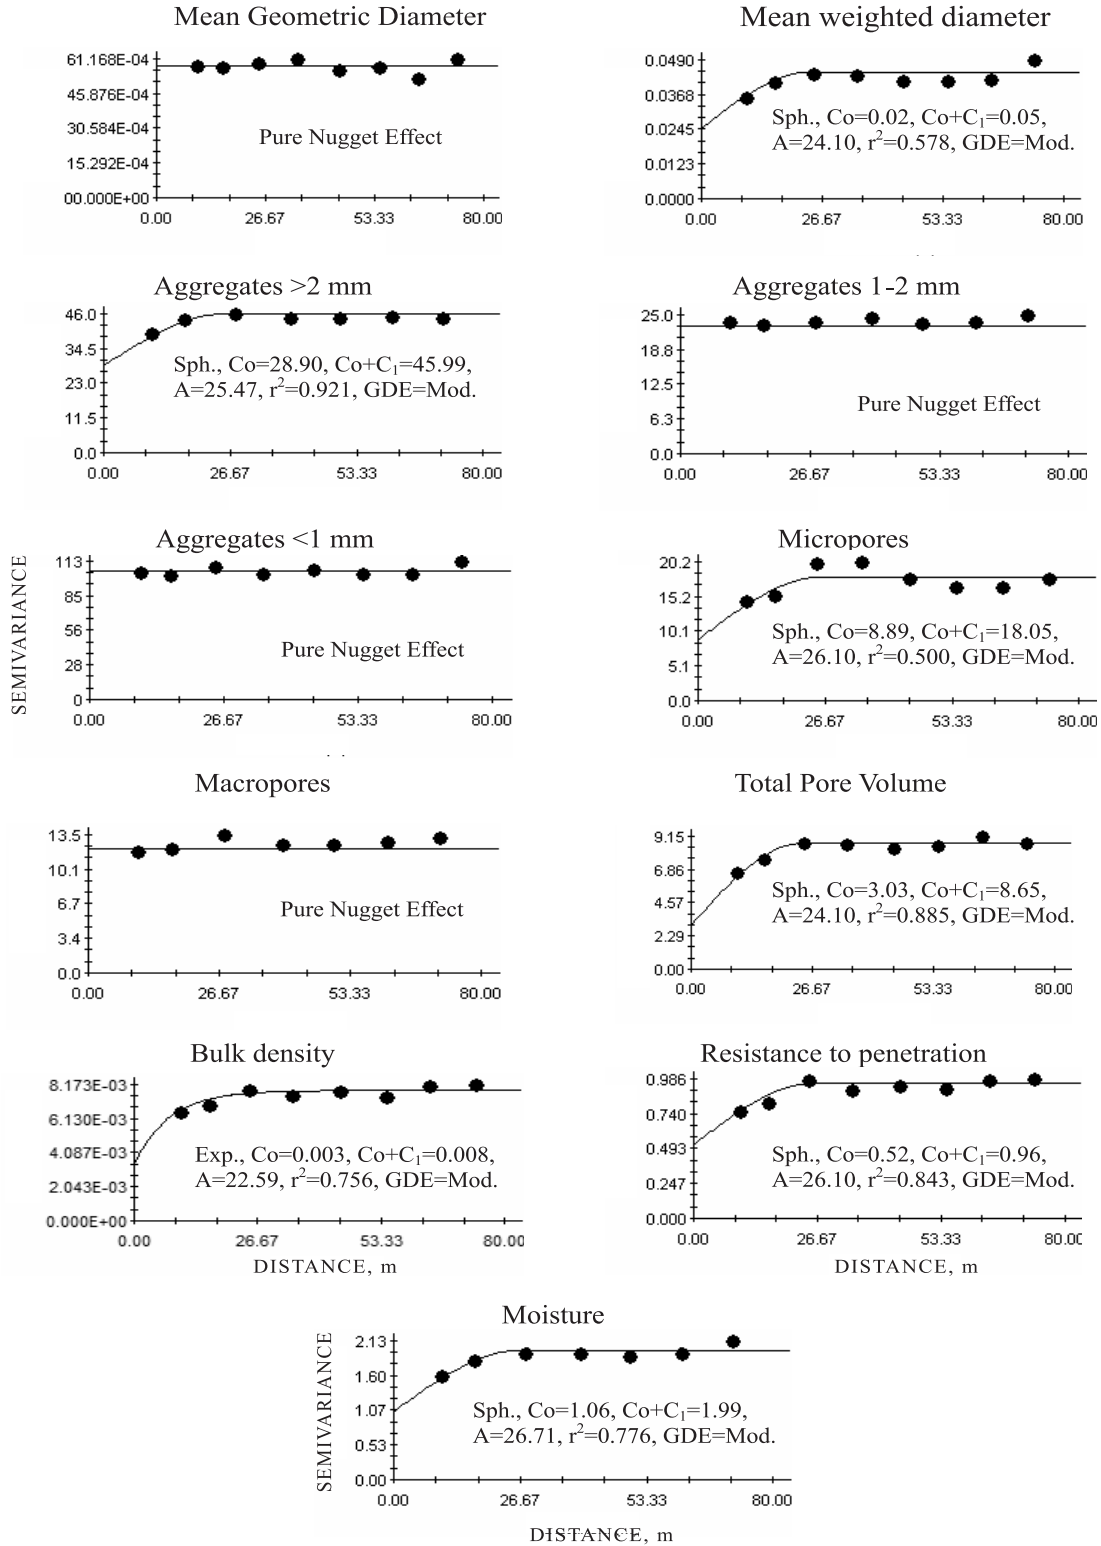 Mean Geometric Diameter
61.168E-04
45.876E-04
30.584E-04
15.292E-04
00.000E+00
Pure Nugget Effect
0.00 26.67 53.33 80.00
Mean weighted diameter
0.0490
0.0368
0.0245
0.0123
0.0000
Sph., Co=0.02, Co+C₁=0.05,
A=24.10, r²=0.578, GDE=Mod.
0.00 26.67 53.33 80.00
Aggregates >2 mm
46.0
34.5
23.0
11.5
0.0
Sph., Co=28.90, Co+C₁=45.99,
A=25.47, r²=0.921, GDE=Mod.
0.00 26.67 53.33 80.00
Aggregates 1-2 mm
25.0
18.8
12.5
6.3
0.0
Pure Nugget Effect
0.00 26.67 53.33 80.00
SEMIVARIANCE
Aggregates <1 mm
113
85
56
28
0
Pure Nugget Effect
0.00 26.67 53.33 80.00
Micropores
20.2
15.2
10.1
5.1
0.0
Sph., Co=8.89, Co+C₁=18.05,
A=26.10, r²=0.500, GDE=Mod.
0.00 26.67 53.33 80.00
Macropores
13.5
10.1
6.7
3.4
0.0
Pure Nugget Effect
0.00 26.67 53.33 80.00
Total Pore Volume
9.15
6.86
4.57
2.29
0.00
Sph., Co=3.03, Co+C₁=8.65,
A=24.10, r²=0.885, GDE=Mod.
0.00 26.67 53.33 80.00
Bulk density
8.173E-03
6.130E-03
4.087E-03
2.043E-03
0.000E+00
Exp., Co=0.003, Co+C₁=0.008,
A=22.59, r²=0.756, GDE=Mod.
0.00 26.67 53.33 80.00
DISTANCE, m
Resistance to penetration
0.986
0.740
0.493
0.247
0.000
Sph., Co=0.52, Co+C₁=0.96,
A=26.10, r²=0.843, GDE=Mod.
0.00 26.67 53.33 80.00
DISTANCE, m
Moisture
SEMIVARIANCE
2.13
1.60
1.07
0.53
0.00
Sph., Co=1.06, Co+C₁=1.99,
A=26.71, r²=0.776, GDE=Mod.
0.00 26.67 53.33 80.00
DISTANCE, m